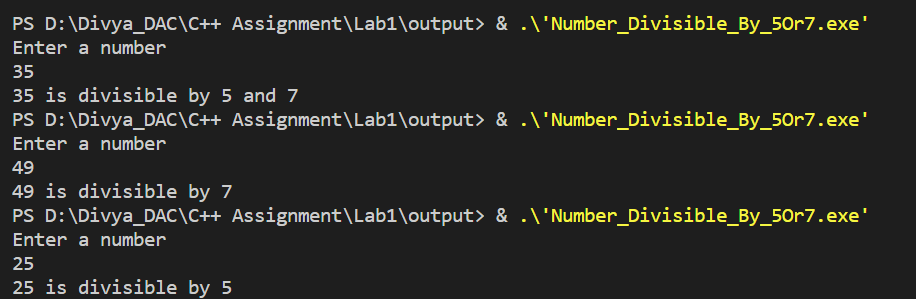 PS D:\Divya_DAC\C++ Assignment\Lab1\output> & .\'Number_Divisible_By_5Or7.exe'
Enter a number
35
35 is divisible by 5 and 7
PS D:\Divya_DAC\C++ Assignment\Lab1\output> & .\'Number_Divisible_By_5Or7.exe'
Enter a number
49
49 is divisible by 7
PS D:\Divya_DAC\C++ Assignment\Lab1\output> & .\'Number_Divisible_By_5Or7.exe'
Enter a number
25
25 is divisible by 5